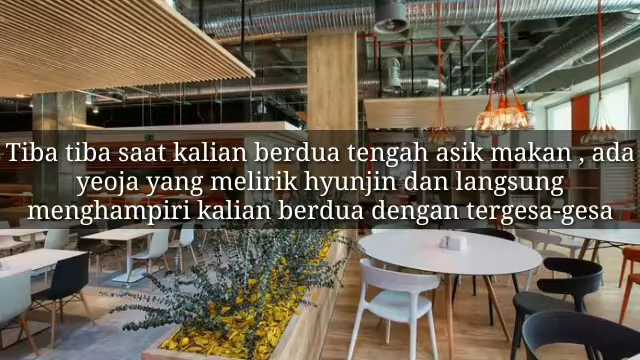 Tiba tiba saat kalian berdua tengah asik makan , ada
yeoja yang melirik hyunjin dan langsung
menghampiri kalian berdua dengan tergesa-gesa